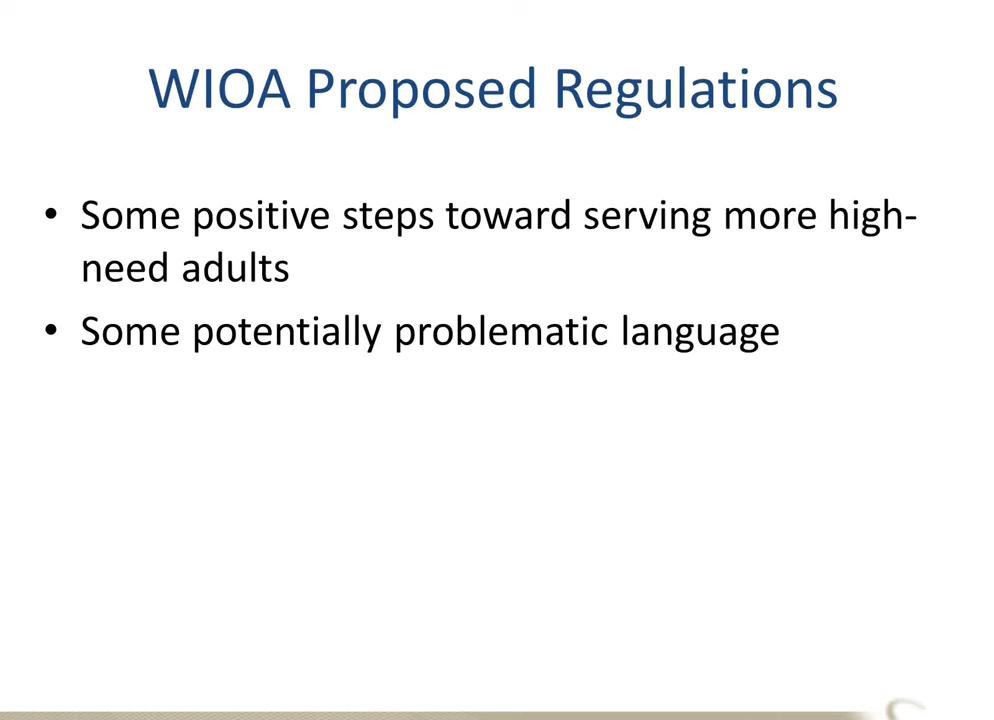 WIOA Proposed Regulations
• Some positive steps toward serving more high-
need adults
• Some potentially problematic language